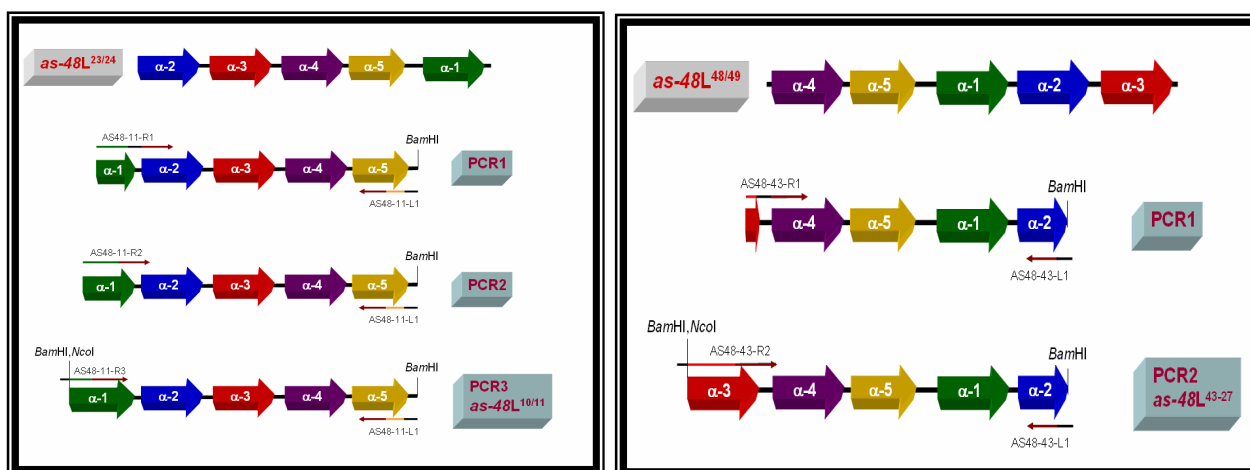 as-48L23/24
α-2 α-3 α-4 α-5 α-1
AS48-11-R1
BamHI
α-1 α-2 α-3 α-4 α-5
PCR1
AS48-11-L1
AS48-11-R2
BamHI
α-1 α-2 α-3 α-4 α-5
PCR2
AS48-11-L1
BamHI,NcoI
AS48-11-R3
BamHI
α-1 α-2 α-3 α-4 α-5
PCR3
as-48L10/11
AS48-11-L1
as-48L48/49
α-4 α-5 α-1 α-2 α-3
AS48-43-R1
BamHI
α-4 α-5 α-1 α-2
PCR1
AS48-43-L1
BamHI,NcoI
AS48-43-R2
BamHI
α-3 α-4 α-5 α-1 α-2
PCR2
as-48L43-27
AS48-43-L1